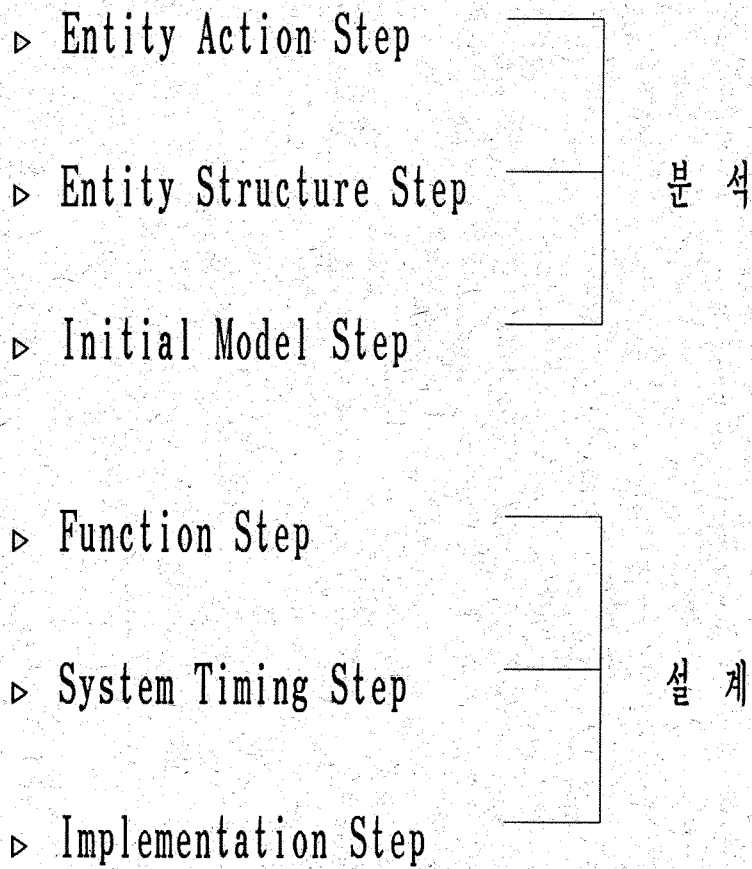 ▷ Entity Action Step
▷ Entity Structure Step
분 석
▷ Initial Model Step
▷ Function Step
▷ System Timing Step
설 계
▷ Implementation Step